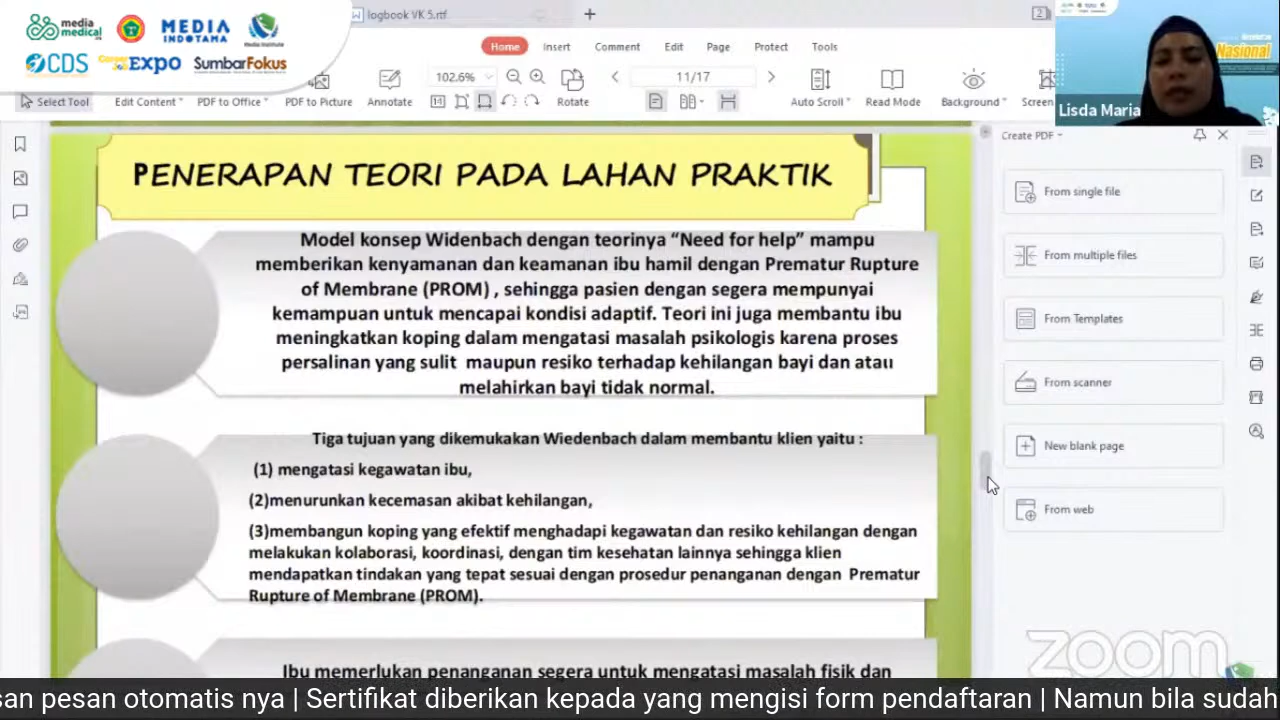 media
medical
MEDIA
INDOTAMA
Media Institute
CDS
Expo
SumbarFokus
logbook VK 5.rtf
+
2
Home Insert Comment Edit Page Protect Tools
102.6% 11/17
Select Tool Edit Content PDF to Office PDF to Picture Annotate Rotate Auto Scroll Read Mode Background Screen
Nasional
Lisda Maria
Create PDF
From single file
From multiple files
From Templates
From scanner
New blank page
From web
PENERAPAN TEORI PADA LAHAN PRAKTIK
Model konsep Widenbach dengan teorinya “Need for help” mampu
memberikan kenyamanan dan keamanan ibu hamil dengan Prematur Rupture
of Membrane (PROM) , sehingga pasien dengan segera mempunyai
kemampuan untuk mencapai kondisi adaptif. Teori ini juga membantu ibu
meningkatkan koping dalam mengatasi masalah psikologis karena proses
persalinan yang sulit maupun resiko terhadap kehilangan bayi dan atau
melahirkan bayi tidak normal.
Tiga tujuan yang dikemukakan Wiedenbach dalam membantu klien yaitu :
(1) mengatasi kegawatan ibu,
(2)menurunkan kecemasan akibat kehilangan,
(3)membangun koping yang efektif menghadapi kegawatan dan resiko kehilangan dengan
melakukan kolaborasi, koordinasi, dengan tim kesehatan lainnya sehingga klien
mendapatkan tindakan yang tepat sesuai dengan prosedur penanganan dengan Prematur
Rupture of Membrane (PROM).
Ibu memerlukan penanganan segera untuk mengatasi masalah fisik dan
zoom
san pesan otomatis nya | Sertifikat diberikan kepada yang mengisi form pendaftaran | Namun bila sudah